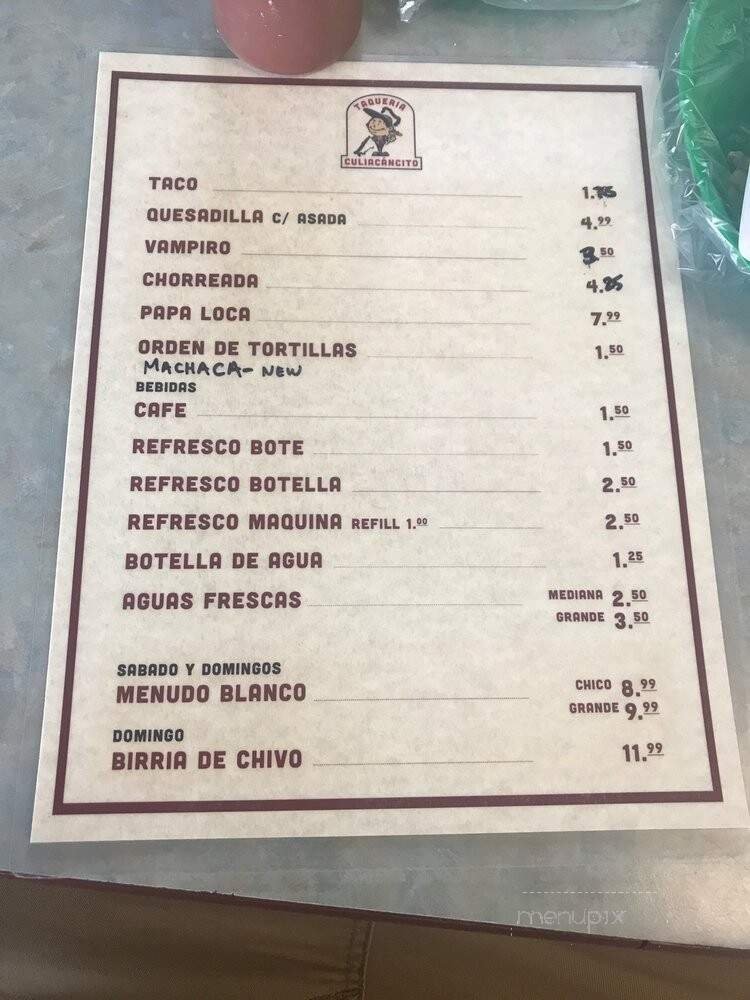 TAQUERIA
CULIACANCITO
TACO 1.75
QUESADILLA C/ ASADA 4.99
VAMPIRO 3.50
CHORREADA 4.25
PAPA LOCA 7.99
ORDEN DE TORTILLAS 1.50
MACHACA- NEW
BEBIDAS
CAFE 1.50
REFRESCO BOTE 1.50
REFRESCO BOTELLA 2.50
REFRESCO MAQUINA REFILL 1.00 2.50
BOTELLA DE AGUA 1.25
AGUAS FRESCAS MEDIANA 2.50
GRANDE 3.50
SABADO Y DOMINGOS
MENUDO BLANCO CHICO 8.99
GRANDE 9.99
DOMINGO
BIRRIA DE CHIVO 11.99
menupix